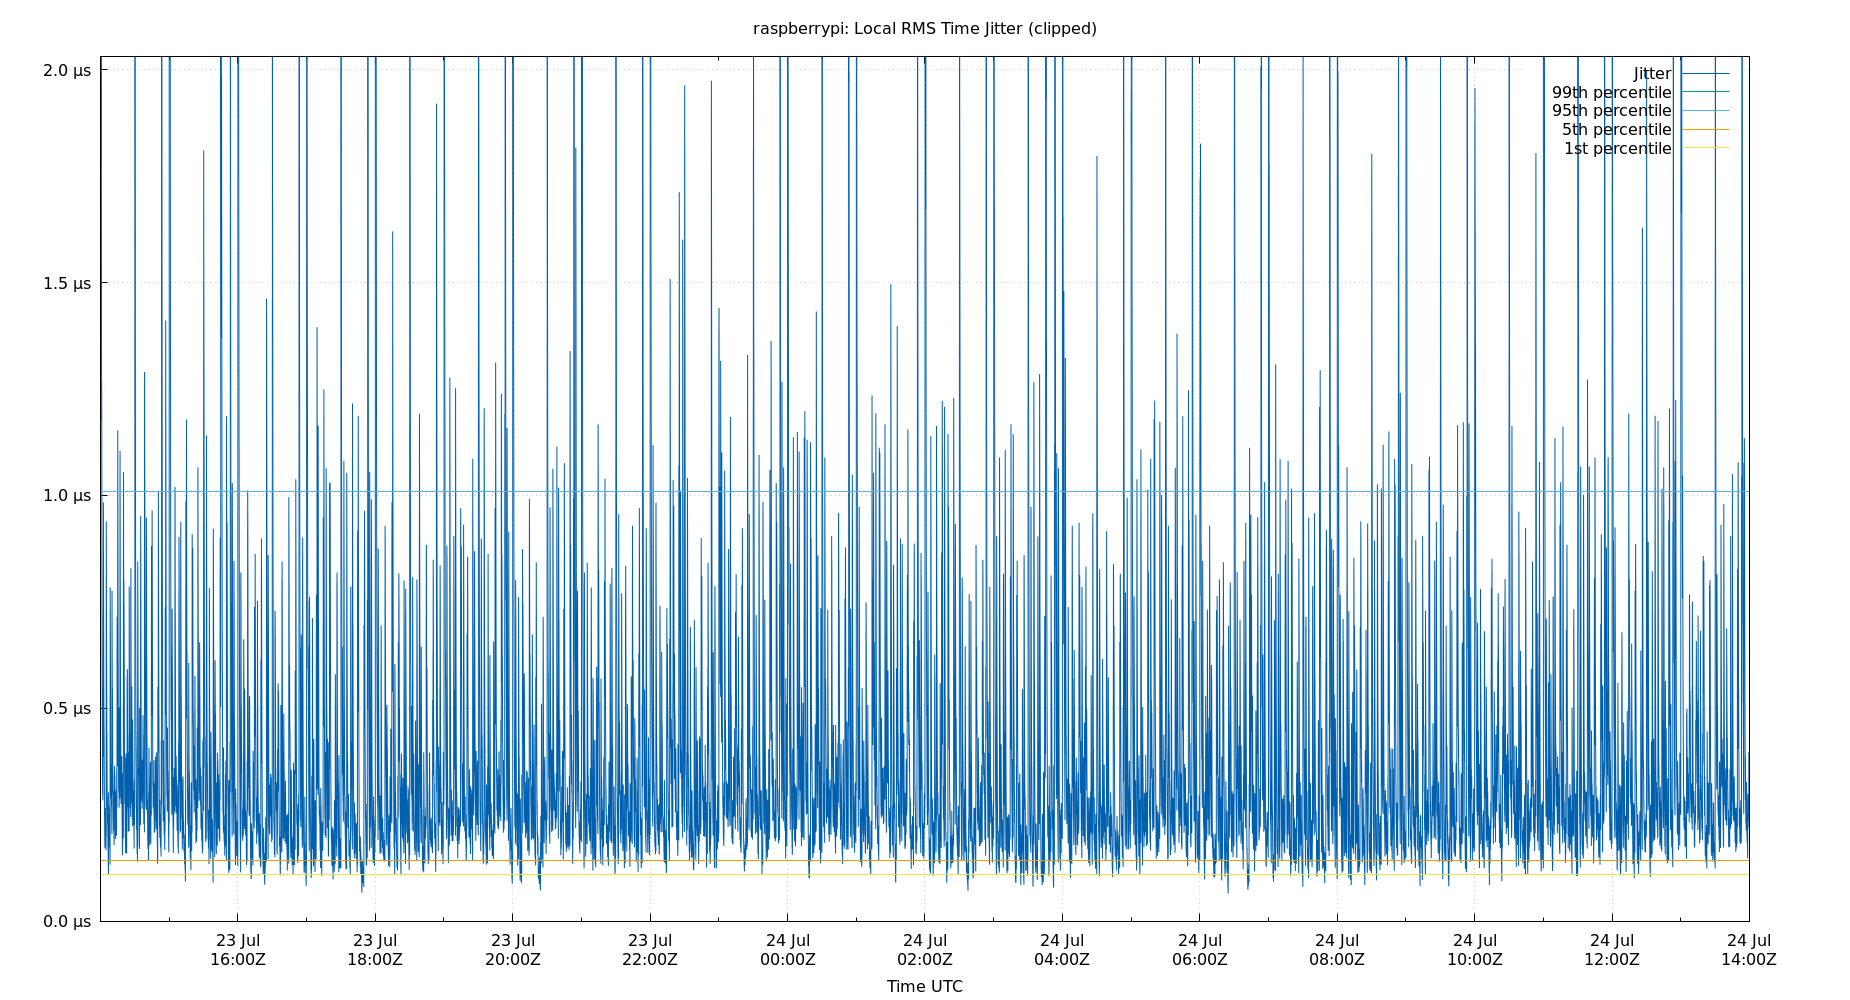 raspberrypi: Local RMS Time Jitter (clipped)
2.0 μs
1.5 μs
1.0 μs
0.5 μs
0.0 μs
Jitter
99th percentile
95th percentile
5th percentile
1st percentile
23 Jul 23 Jul 23 Jul 23 Jul 24 Jul 24 Jul 24 Jul 24 Jul 24 Jul 24 Jul 24 Jul 24 Jul
16:00Z 18:00Z 20:00Z 22:00Z 00:00Z 02:00Z 04:00Z 06:00Z 08:00Z 10:00Z 12:00Z 14:00Z
Time UTC